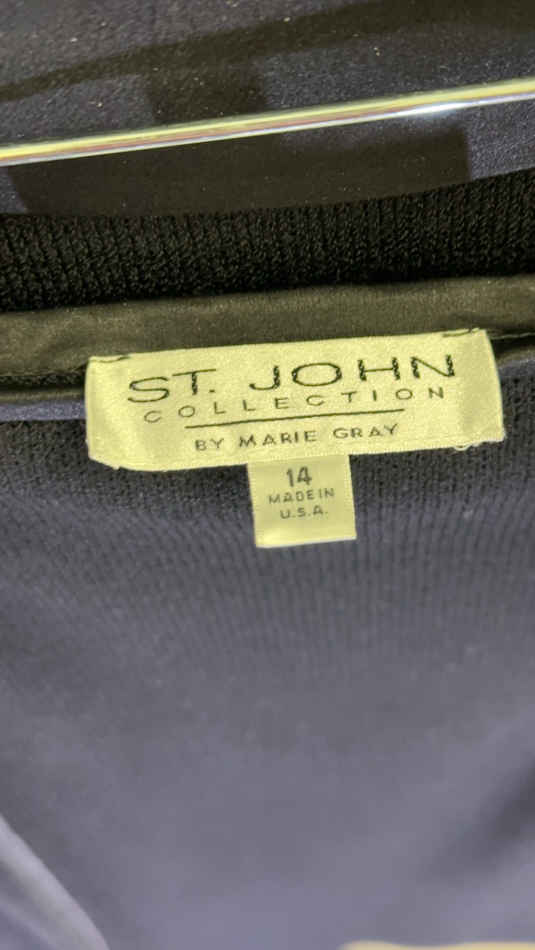 ST. JOHN
COLLECTION
BY MARIE GRAY
14
MADE IN
U.S.A.